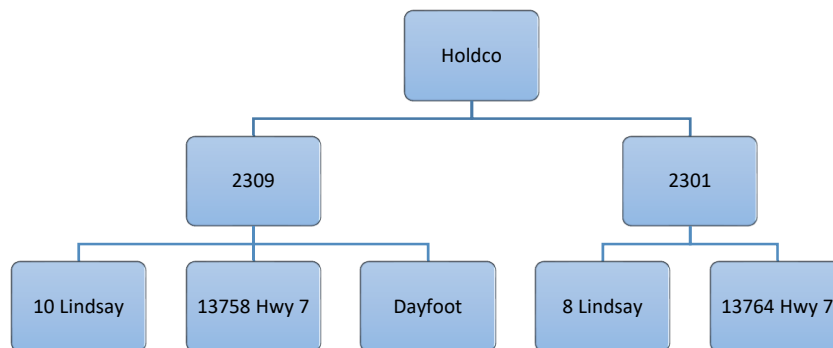 Holdco
2309
2301
10 Lindsay
13758 Hwy 7
Dayfoot
8 Lindsay
13764 Hwy 7